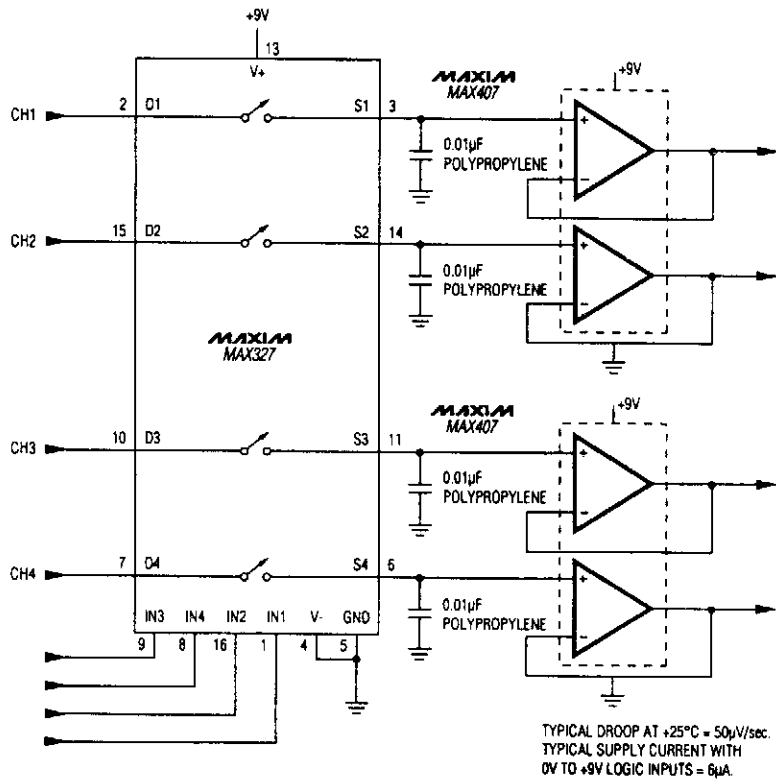 +9V
13
V+
MAXIM
MAX407
+9V
CH1
2
D1
S1
3
+
0.01µF
POLYPROPYLENE
−
CH2
15
D2
S2
14
+
0.01µF
POLYPROPYLENE
−
MAXIM
MAX327
MAXIM
MAX407
+9V
CH3
10
D3
S3
11
+
0.01µF
POLYPROPYLENE
−
CH4
7
D4
S4
6
+
0.01µF
POLYPROPYLENE
−
IN3 IN4 IN2 IN1 V- GND
9 8 16 1 4 5
TYPICAL DROOP AT +25°C = 50µV/sec.
TYPICAL SUPPLY CURRENT WITH
0V TO +9V LOGIC INPUTS = 6µA.